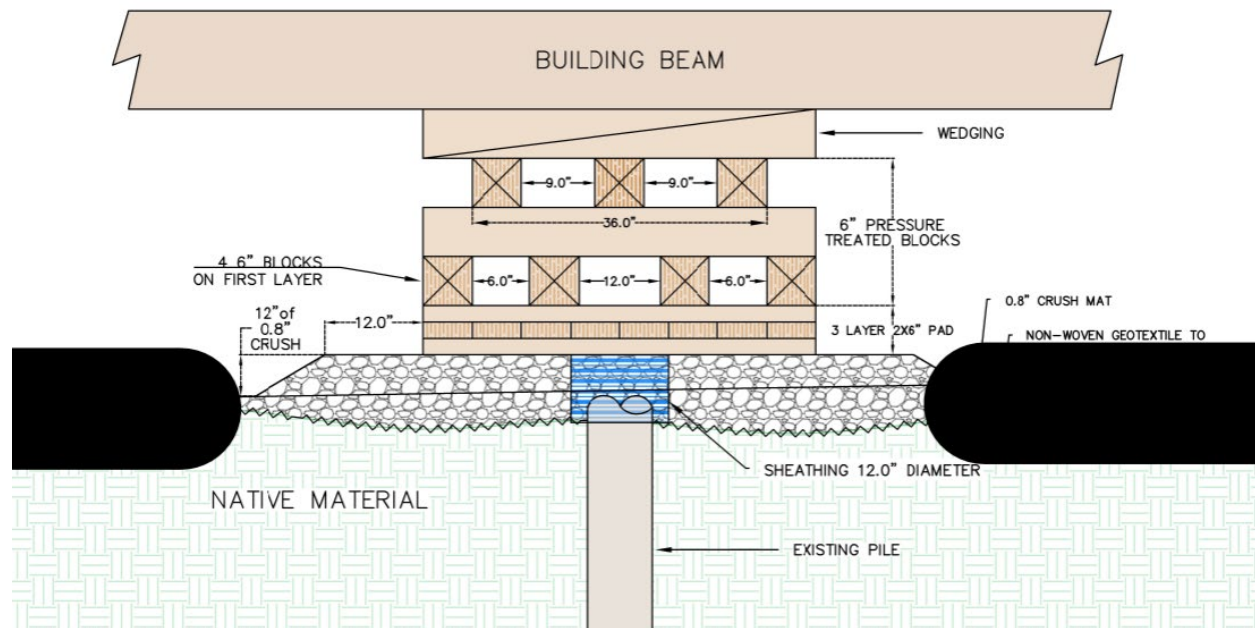 BUILDING BEAM
WEDGING
9.0"
9.0"
36.0"
6" PRESSURE
TREATED BLOCKS
4 6" BLOCKS
ON FIRST LAYER
6.0"
12.0"
6.0"
12" of
0.8"
CRUSH
12.0"
0.8" CRUSH MAT
3 LAYER 2X6" PAD
NON-WOVEN GEOTEXTILE TO
SHEATHING 12.0" DIAMETER
NATIVE MATERIAL
EXISTING PILE